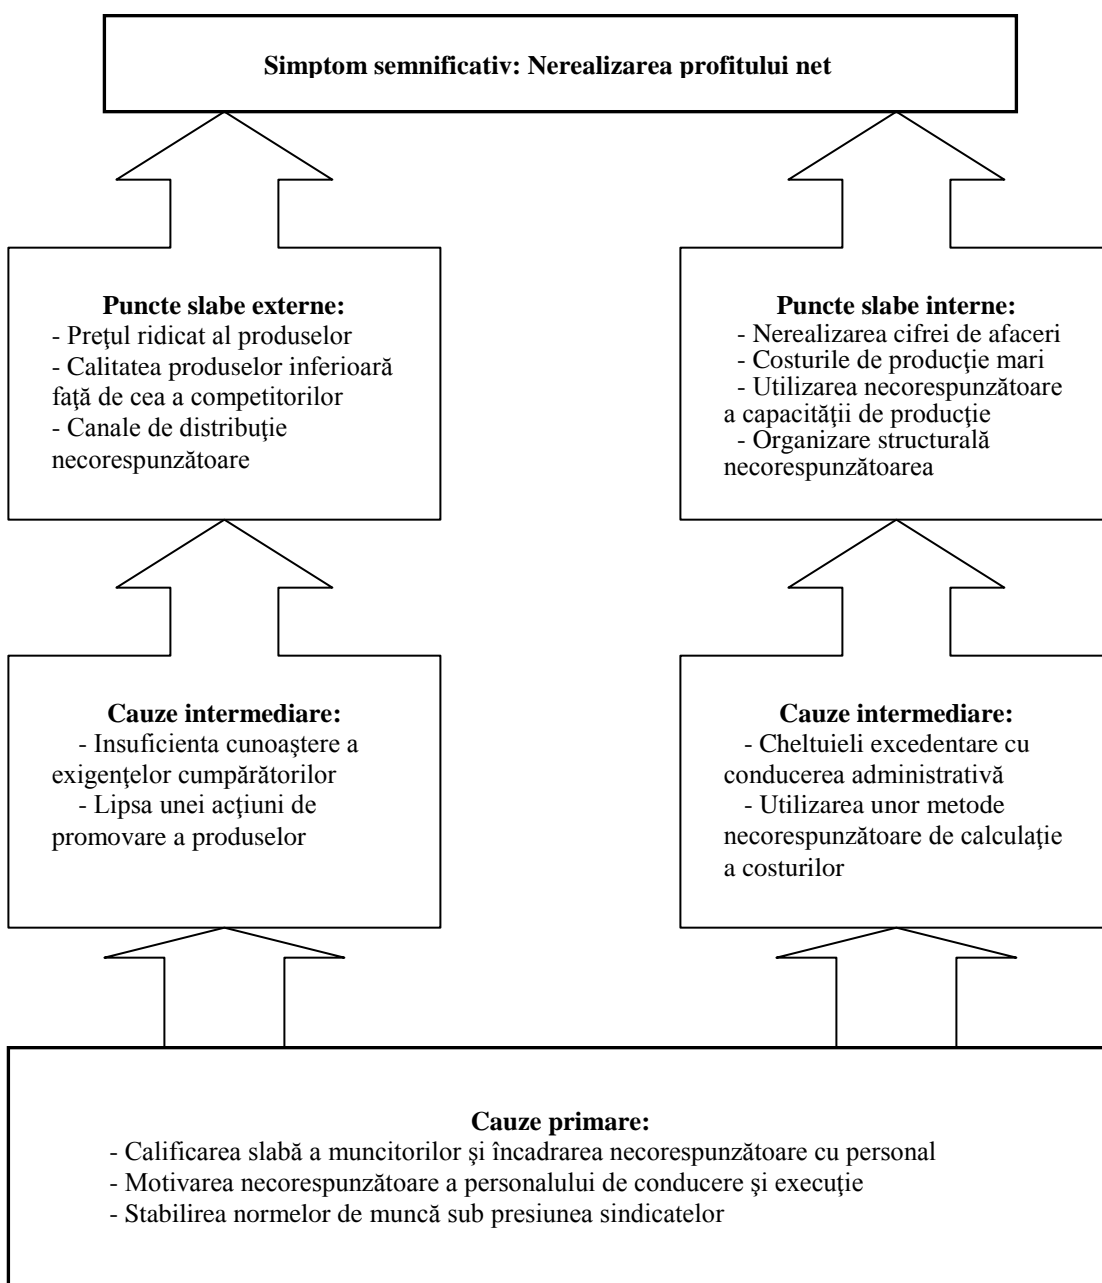 Simptom semnificativ: Nerealizarea profitului net
Puncte slabe externe:
- Preţul ridicat al produselor
- Calitatea produselor inferioară
faţă de cea a competitorilor
- Canale de distribuţie
necorespunzătoare
Puncte slabe interne:
- Nerealizarea cifrei de afaceri
- Costurile de producţie mari
- Utilizarea necorespunzătoare
a capacităţii de producţie
- Organizare structurală
necorespunzătoarea
Cauze intermediare:
- Insuficienta cunoaştere a
exigenţelor cumpărătorilor
- Lipsa unei acţiuni de
promovare a produselor
Cauze intermediare:
- Cheltuieli excedentare cu
conducerea administrativă
- Utilizarea unor metode
necorespunzătoare de calculaţie
a costurilor
Cauze primare:
- Calificarea slabă a muncitorilor şi încadrarea necorespunzătoare cu personal
- Motivarea necorespunzătoare a personalului de conducere şi execuţie
- Stabilirea normelor de muncă sub presiunea sindicatelor